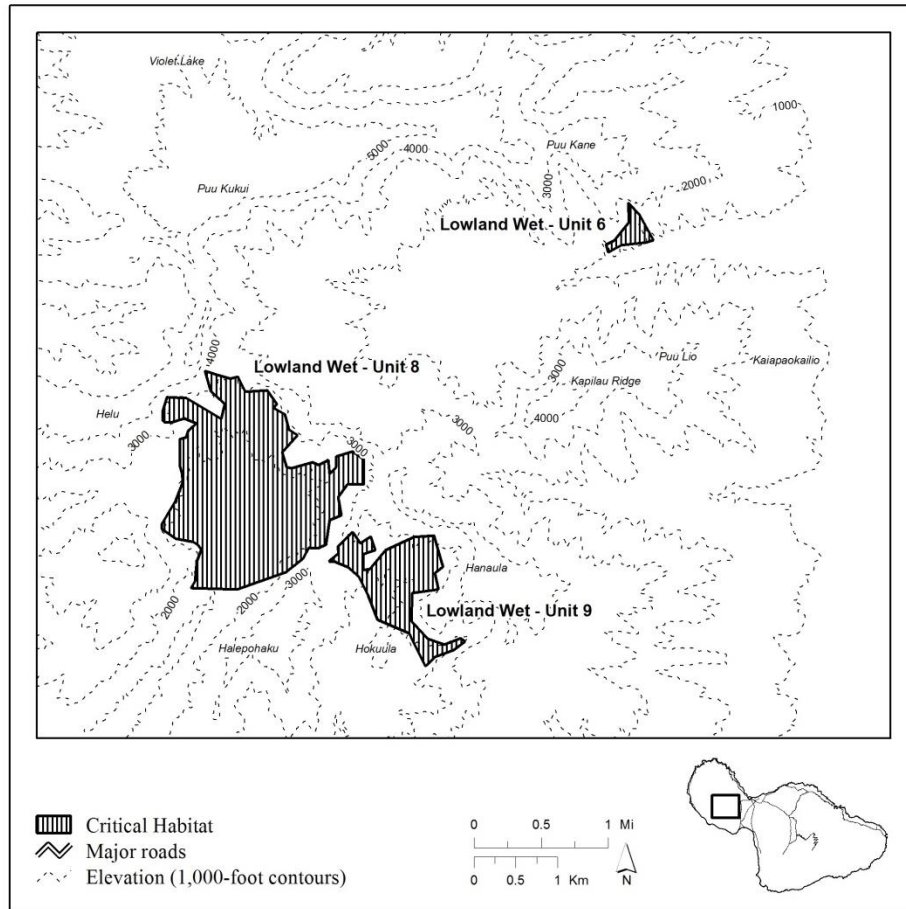 Violet Lake
1000
5000
4000
Puu Kane
Puu Kukui
3000
2000
Lowland Wet - Unit 6
4000
Lowland Wet - Unit 8
3000
Puu Lio
Kaiapaokailio
Kapilau Ridge
Helu
3000
3000
4000
3000
Hanaula
3000
2000
2000
Lowland Wet - Unit 9
Halepohaku
Hokuula
Critical Habitat
Major roads
Elevation (1,000-foot contours)
0 0.5 1 Mi
0 0.5 1 Km
N